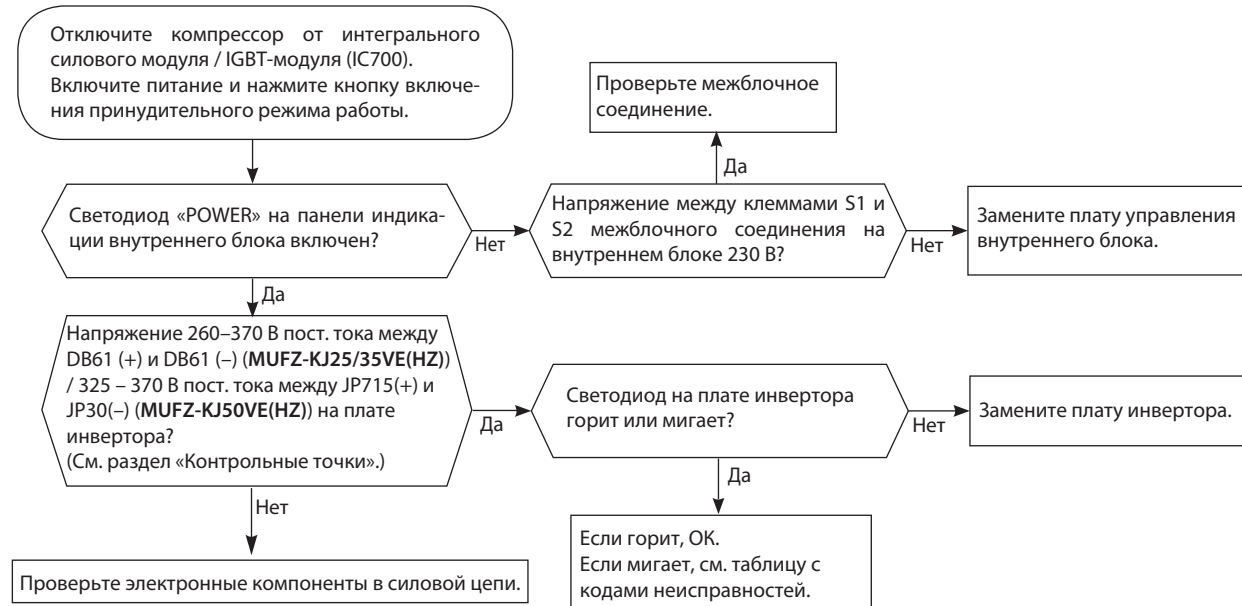 Отключите компрессор от интегрального
силового модуля / IGBT-модуля (IC700).
Включите питание и нажмите кнопку включе-
ния принудительного режима работы.
Проверьте межблочное
соединение.
Да
Светодиод «POWER» на панели индика-
ции внутреннего блока включен?
Нет
Напряжение между клеммами S1 и
S2 межблочного соединения на
внутреннем блоке 230 В?
Нет
Замените плату управления
внутреннего блока.
Да
Напряжение 260–370 В пост. тока между
DB61 (+) и DB61 (–) (MUFZ-KJ25/35VE(HZ))
/ 325 – 370 В пост. тока между JP715(+) и
JP30(–) (MUFZ-KJ50VE(HZ)) на плате
инвертора?
(См. раздел «Контрольные точки».)
Да
Светодиод на плате инвертора
горит или мигает?
Нет
Замените плату инвертора.
Нет
Да
Проверьте электронные компоненты в силовой цепи.
Если горит, OK.
Если мигает, см. таблицу с
кодами неисправностей.